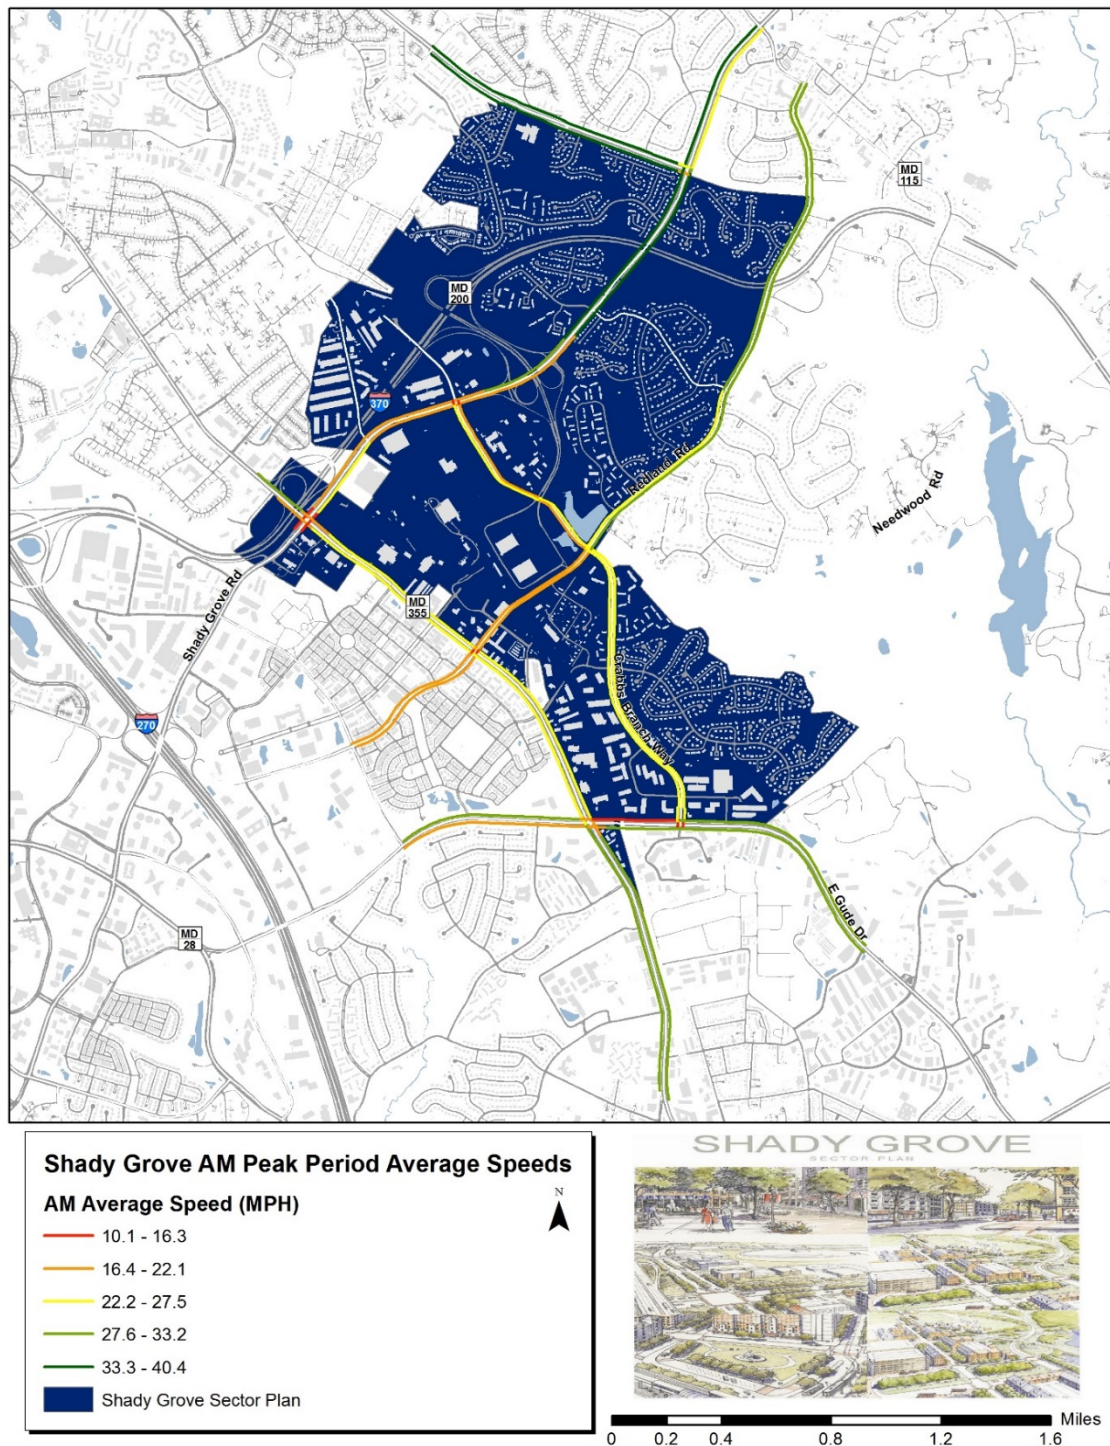 MD
115
MD
200
370
Redland Rd
Needwood Rd
Shady Grove Rd
MD
355
Crabbs Branch Way
270
E Gude Dr
MD
28
Shady Grove AM Peak Period Average Speeds
AM Average Speed (MPH)
N
10.1 - 16.3
16.4 - 22.1
22.2 - 27.5
27.6 - 33.2
33.3 - 40.4
Shady Grove Sector Plan
SHADY GROVE
SECTOR PLAN
Miles
0 0.2 0.4 0.8 1.2 1.6